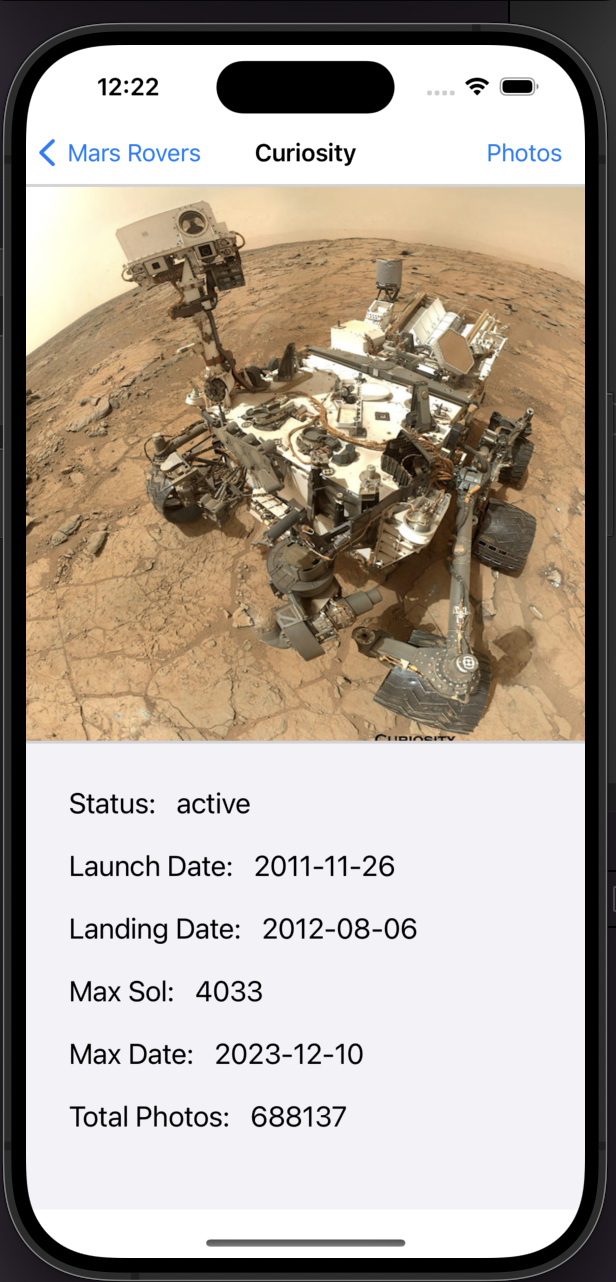 12:22
Mars Rovers Curiosity Photos
CURIOSITY
Status: active
Launch Date: 2011-11-26
Landing Date: 2012-08-06
Max Sol: 4033
Max Date: 2023-12-10
Total Photos: 688137